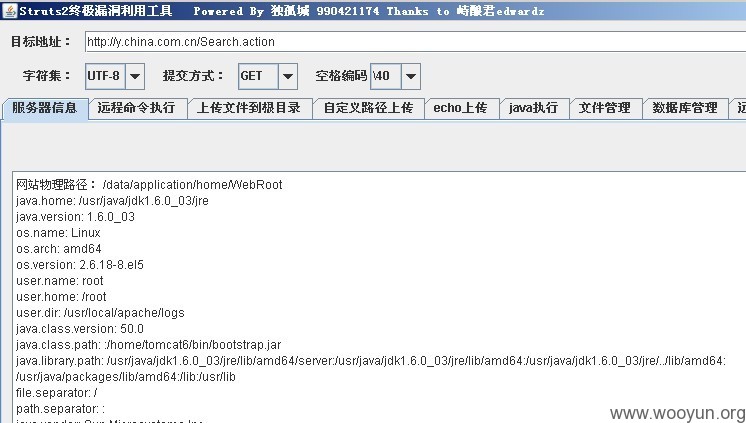 Struts2终极漏洞利用工具 Powered By 独孤城 990421174 Thanks to 峙酿君edwardz
目标地址： http://y.china.com.cn/Search.action
字符集： UTF-8 提交方式： GET 空格编码 \40
服务器信息 远程命令执行 上传文件到根目录 自定义路径上传 echo上传 java执行 文件管理 数据库管理
网站物理路径： /data/application/home/WebRoot
java.home: /usr/java/jdk1.6.0_03/jre
java.version: 1.6.0_03
os.name: Linux
os.arch: amd64
os.version: 2.6.18-8.el5
user.name: root
user.home: /root
user.dir: /usr/local/apache/logs
java.class.version: 50.0
java.class.path: :/home/tomcat6/bin/bootstrap.jar
java.library.path: /usr/java/jdk1.6.0_03/jre/lib/amd64/server:/usr/java/jdk1.6.0_03/jre/lib/amd64:/usr/java/jdk1.6.0_03/jre/../lib/amd64:
/usr/java/packages/lib/amd64:/lib:/usr/lib
file.separator: /
path.separator: :
www.wooyun.org